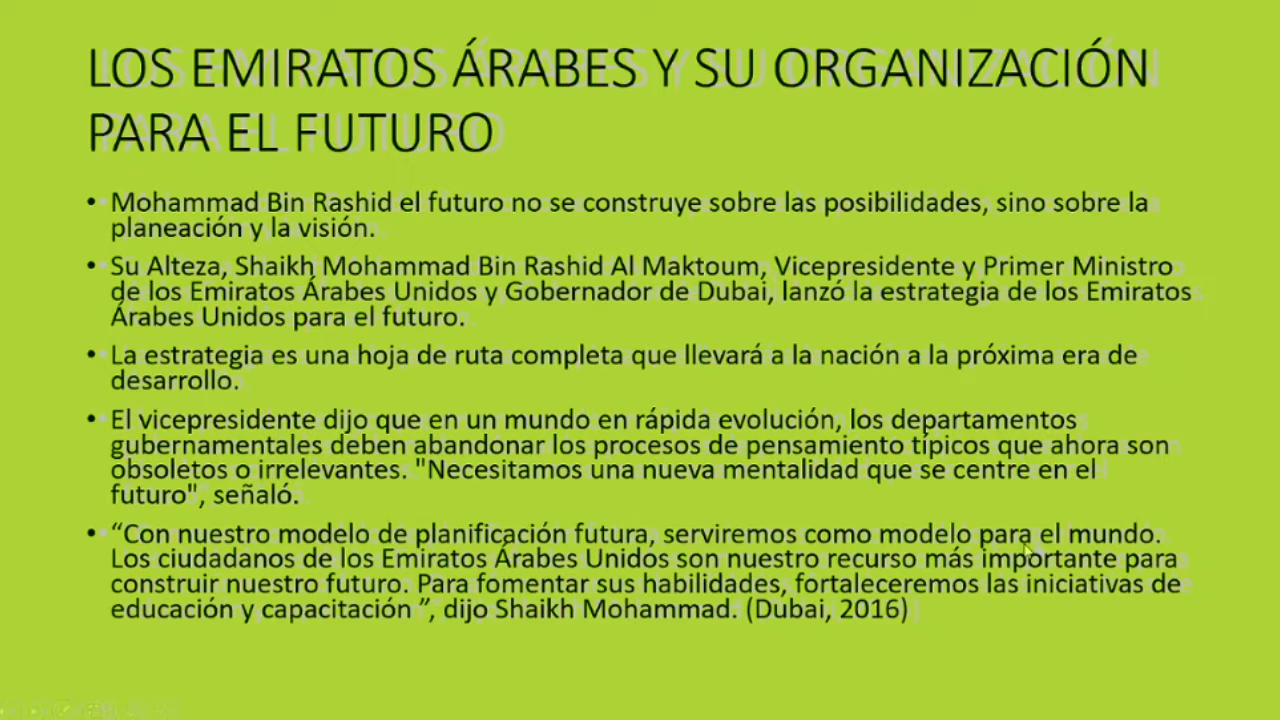 LOS EMIRATOS ÁRABES Y SU ORGANIZACIÓN
PARA EL FUTURO
• Mohammad Bin Rashid el futuro no se construye sobre las posibilidades, sino sobre la
planeación y la visión.
• Su Alteza, Shaikh Mohammad Bin Rashid Al Maktoum, Vicepresidente y Primer Ministro
de los Emiratos Árabes Unidos y Gobernador de Dubai, lanzó la estrategia de los Emiratos
Árabes Unidos para el futuro.
• La estrategia es una hoja de ruta completa que llevará a la nación a la próxima era de
desarrollo.
• El vicepresidente dijo que en un mundo en rápida evolución, los departamentos
gubernamentales deben abandonar los procesos de pensamiento típicos que ahora son
obsoletos o irrelevantes. "Necesitamos una nueva mentalidad que se centre en el
futuro", señaló.
• “Con nuestro modelo de planificación futura, serviremos como modelo para el mundo.
Los ciudadanos de los Emiratos Árabes Unidos son nuestro recurso más importante para
construir nuestro futuro. Para fomentar sus habilidades, fortaleceremos las iniciativas de
educación y capacitación ”, dijo Shaikh Mohammad. (Dubai, 2016)